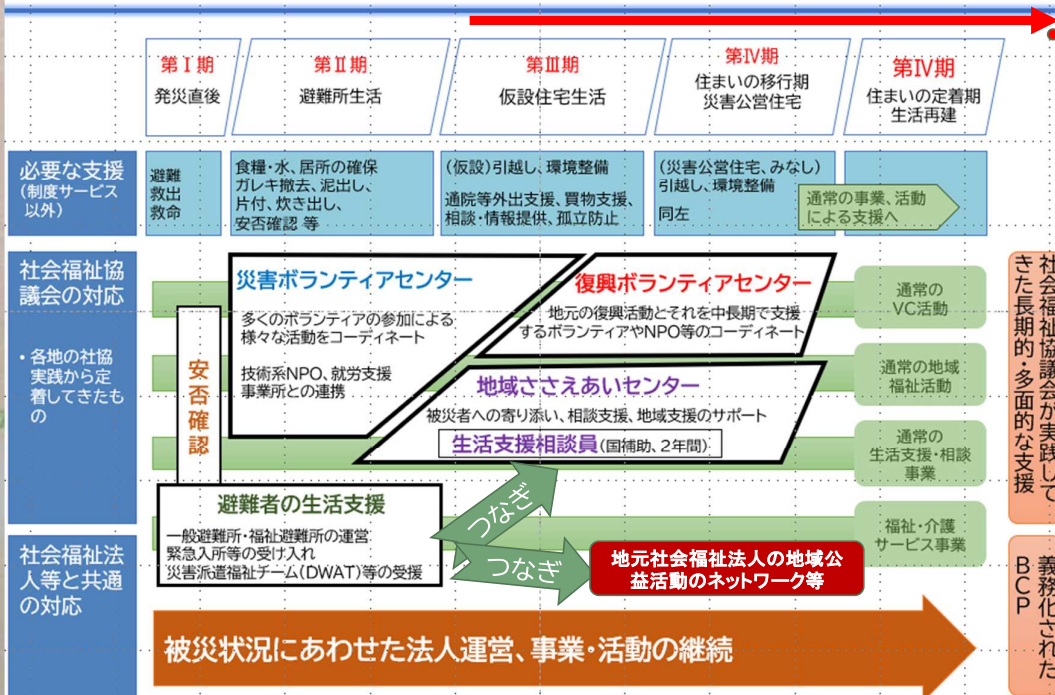 第Ⅰ期
発災直後
第Ⅱ期
避難所生活
第Ⅲ期
仮設住宅生活
第Ⅳ期
住まいの移行期
災害公営住宅
第Ⅳ期
住まいの定着期
生活再建
必要な支援
(制度サービス
以外)
避難
救出
救命
食糧・水、居所の確保
ガレキ撤去、泥出し、
片付、炊き出し、
安否確認 等
(仮設)引越し、環境整備
通院等外出支援、買物支援、
相談・情報提供、孤立防止
(災害公営住宅、みなし)
引越し、環境整備
同左
通常の事業、活動
による支援へ
社会福祉協
議会の対応
・各地の社協
実践から定
着してきたも
の
安否確認
災害ボランティアセンター
多くのボランティアの参加による
様々な活動をコーディネート
技術系NPO、就労支援
事業所との連携
復興ボランティアセンター
地元の復興活動とそれを中長期で支援
するボランティアやNPO等のコーディネート
地域ささえあいセンター
被災者への寄り添い、相談支援、地域支援のサポート
生活支援相談員(国補助、2年間)
通常の
VC活動
通常の地域
福祉活動
通常の
生活支援・相談
事業
福祉・介護
サービス事業
社会福祉協議会が実践して
きた長期的・多面的な支援
社会福祉法
人等と共通
の対応
避難者の生活支援
一般避難所・福祉避難所の運営
緊急入所等の受け入れ
災害派遣福祉チーム(DWAT)等の受援
つなぎ
つなぎ
地元社会福祉法人の地域公
益活動のネットワーク等
被災状況にあわせた法人運営、事業・活動の継続
義務化された
BCP